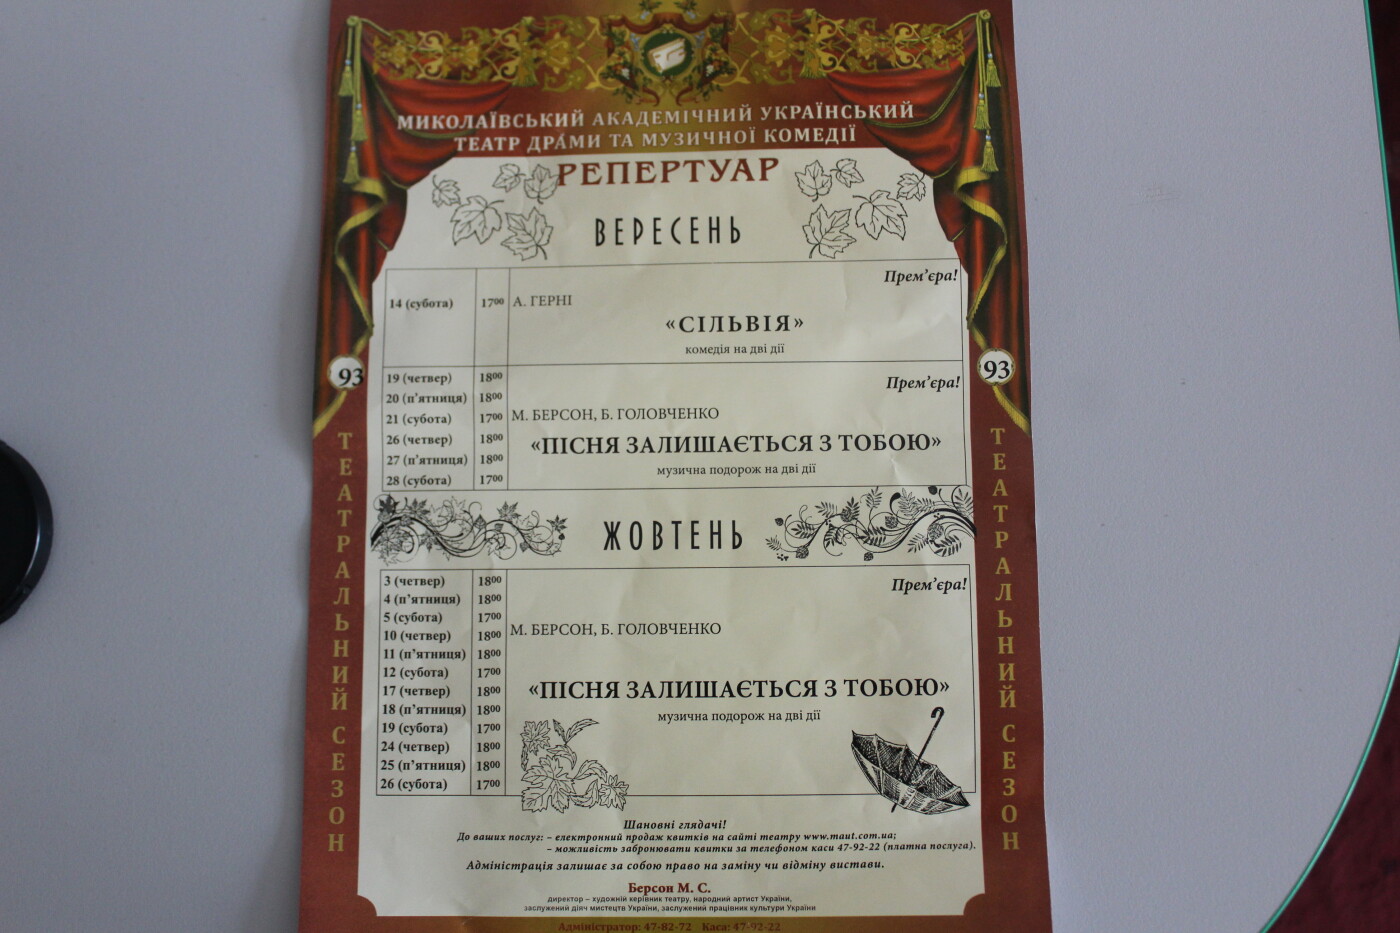 МИКОЛАЇВСЬКИЙ АКАДЕМІЧНИЙ УКРАЇНСЬКИЙ
ТЕАТР ДРАМИ ТА МУЗИЧНОЇ КОМЕДІЇ
РЕПЕРТУАР
ВЕРЕСЕНЬ
Прем’єра!
14 (субота) 17⁰⁰ А. ГЕРНІ
«СІЛЬВІЯ»
комедія на дві дії
93
93
19 (четвер) 18⁰⁰
Прем’єра!
20 (п’ятниця) 18⁰⁰
21 (субота) 17⁰⁰ М. БЕРСОН, Б. ГОЛОВЧЕНКО
26 (четвер) 18⁰⁰ «ПІСНЯ ЗАЛИШАЄТЬСЯ З ТОБОЮ»
27 (п’ятниця) 18⁰⁰ музична подорож на дві дії
28 (субота) 17⁰⁰
ЖОВТЕНЬ
3 (четвер) 18⁰⁰ Прем’єра!
4 (п’ятниця) 18⁰⁰
5 (субота) 17⁰⁰
10 (четвер) 18⁰⁰ М. БЕРСОН, Б. ГОЛОВЧЕНКО
11 (п’ятниця) 18⁰⁰
12 (субота) 17⁰⁰
17 (четвер) 18⁰⁰ «ПІСНЯ ЗАЛИШАЄТЬСЯ З ТОБОЮ»
18 (п’ятниця) 18⁰⁰ музична подорож на дві дії
19 (субота) 17⁰⁰
24 (четвер) 18⁰⁰
25 (п’ятниця) 18⁰⁰
26 (субота) 17⁰⁰
ТЕАТРАЛЬНИЙ СЕЗОН
ТЕАТРАЛЬНИЙ СЕЗОН
Шановні глядачі!
До ваших послуг: – електронний продаж квитків на сайті театру www.maut.com.ua;
– можливість забронювати квитки за телефоном каси 47-92-22 (платна послуга).
Адміністрація залишає за собою право на заміну чи відміну вистави.
Берсон М. С.
директор – художній керівник театру, народний артист України,
заслужений діяч мистецтв України, заслужений працівник культури України
Адміністратор: 47-82-72 Каса: 47-92-22